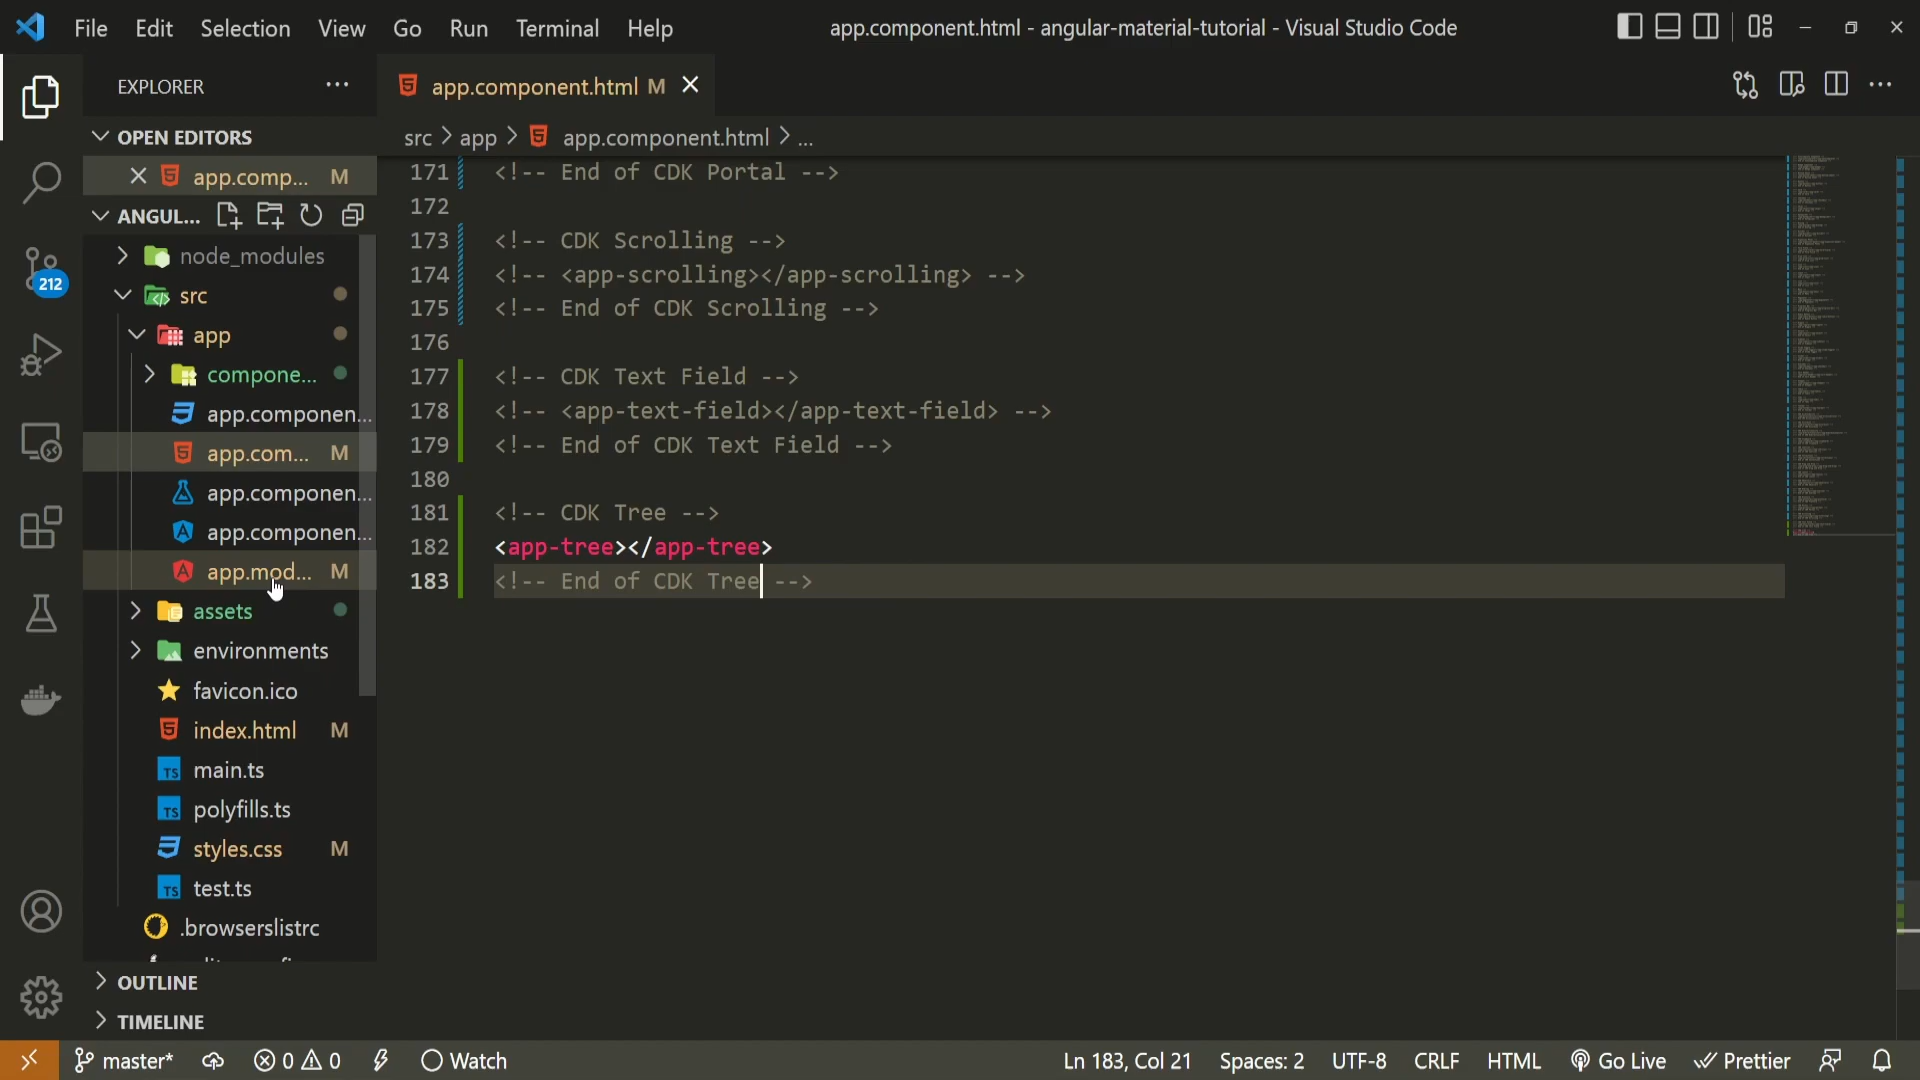 File Edit Selection View Go Run Terminal Help
app.component.html - angular-material-tutorial - Visual Studio Code
EXPLORER
OPEN EDITORS
app.comp... M
ANGUL...
node_modules
src
app
compone...
app.componen...
app.com... M
app.componen...
app.componen...
app.mod... M
assets
environments
favicon.ico
index.html M
TS main.ts
TS polyfills.ts
styles.css M
TS test.ts
.browserslistrc
OUTLINE
TIMELINE
212
app.component.html M
src > app > app.component.html > ...
171 <!-- End of CDK Portal -->
172
173 <!-- CDK Scrolling -->
174 <!-- <app-scrolling></app-scrolling> -->
175 <!-- End of CDK Scrolling -->
176
177 <!-- CDK Text Field -->
178 <!-- <app-text-field></app-text-field> -->
179 <!-- End of CDK Text Field -->
180
181 <!-- CDK Tree -->
182 <app-tree></app-tree>
183 <!-- End of CDK Tree -->
master* 0 0 Watch
Ln 183, Col 21 Spaces: 2 UTF-8 CRLF HTML Go Live Prettier